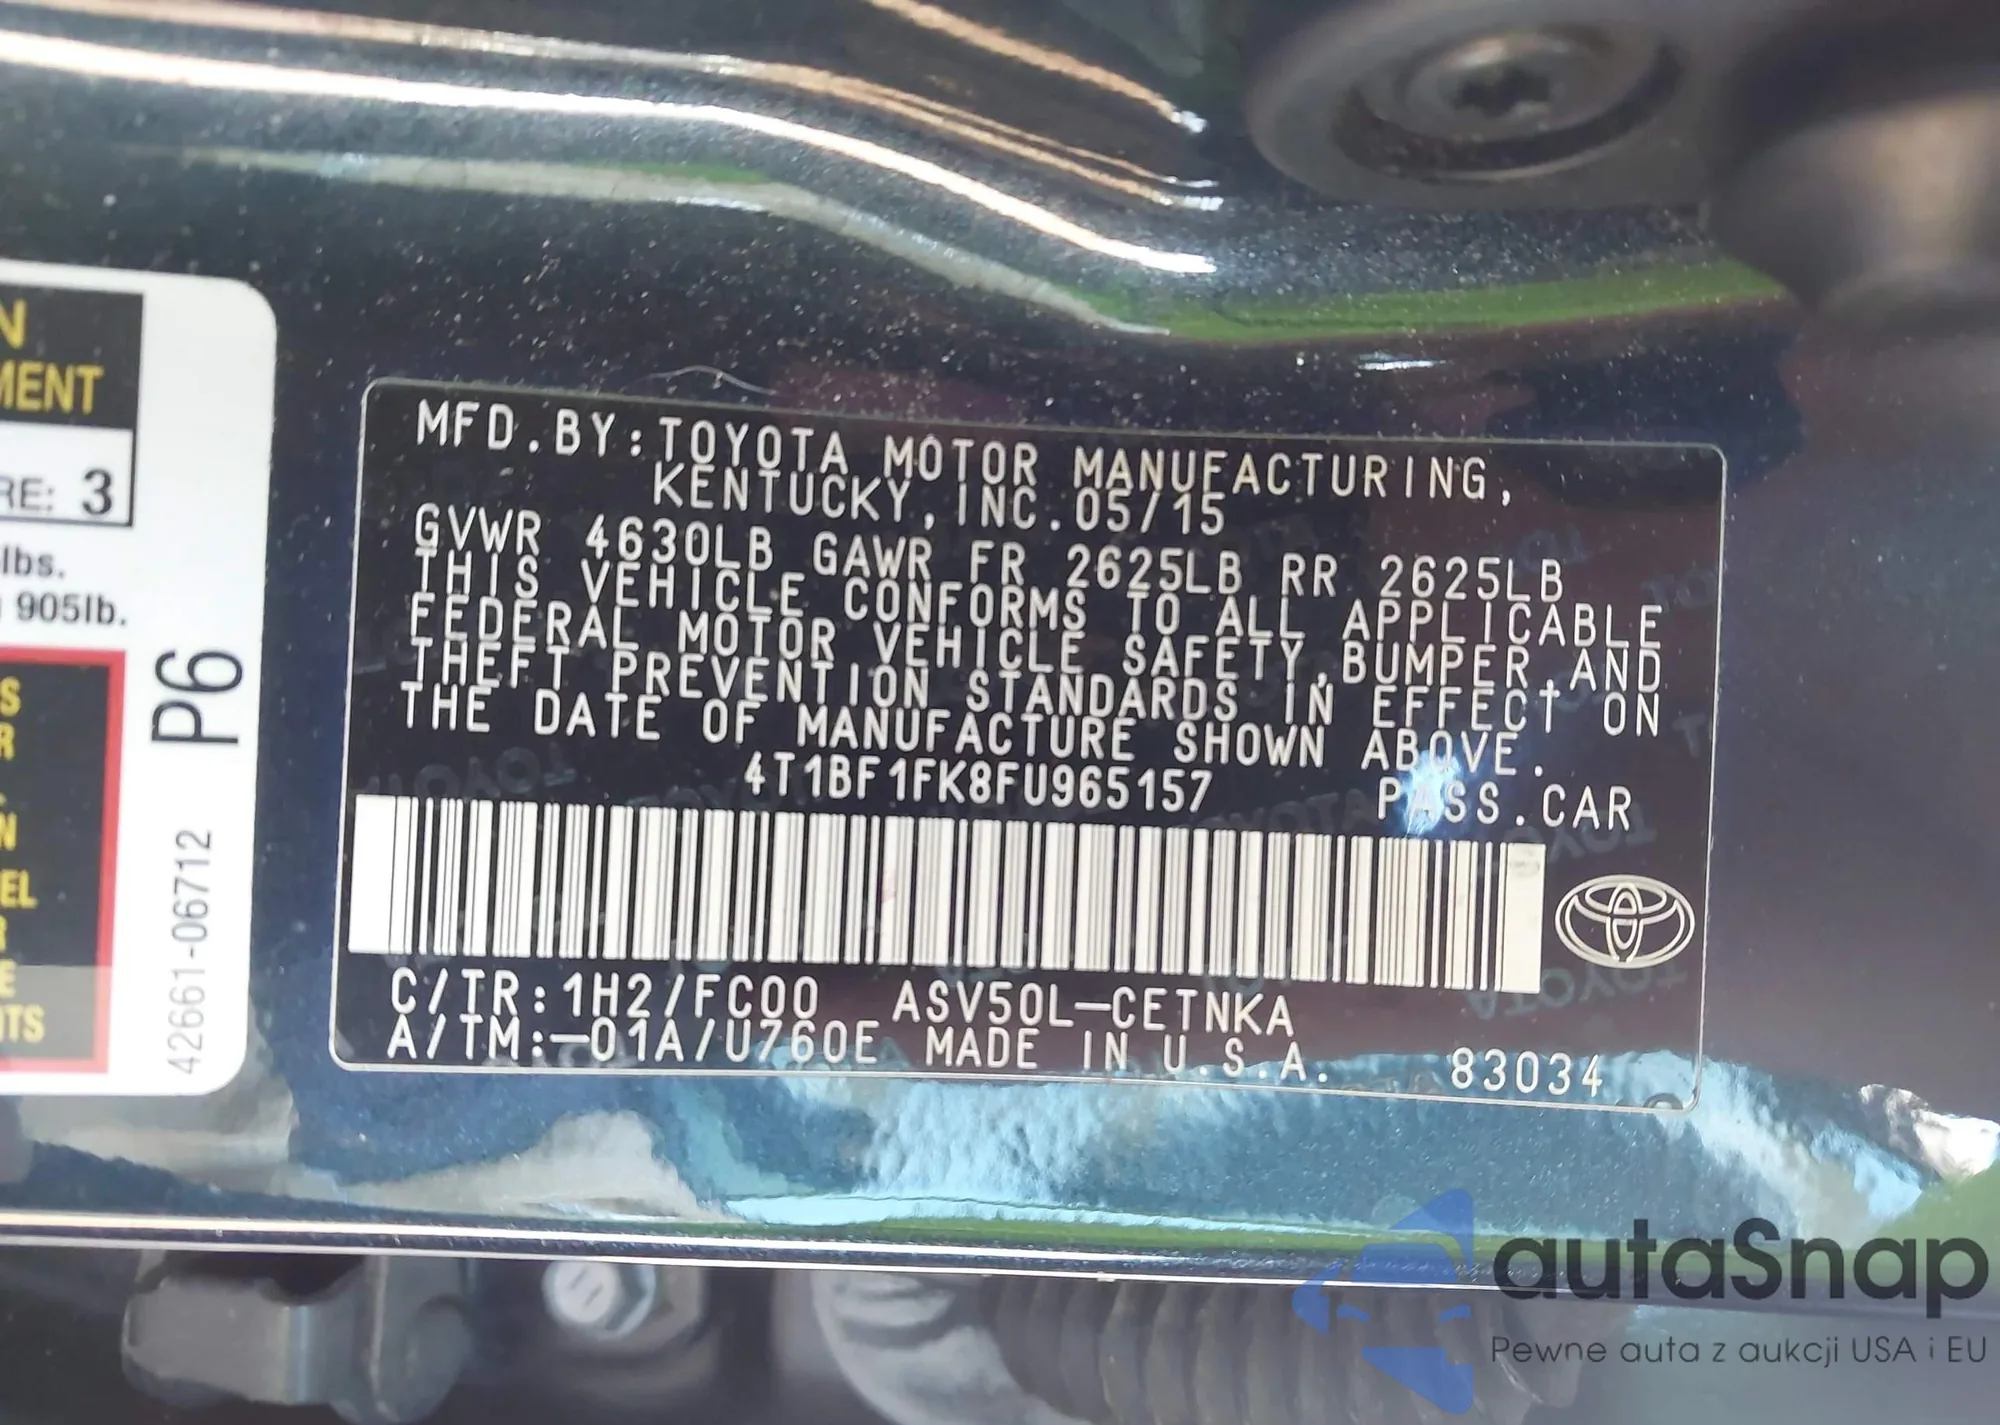 N
MENT
RE: 3
lbs.
905lb.
P6
42661-06712
S
R
N
EL
R
E
TS
MFD.BY:TOYOTA MOTOR MANUFACTURING,
KENTUCKY,INC.05/15
GVWR 4630LB GAWR FR 2625LB RR 2625LB
THIS VEHICLE CONFORMS TO ALL APPLICABLE
FEDERAL MOTOR VEHICLE SAFETY,BUMPER,AND
THEFT PREVENTION STANDARDS IN EFFECT ON
THE DATE OF MANUFACTURE SHOWN ABOVE.
4T1BF1FK8FU965157 PASS.CAR
C/TR:1H2/FC00 ASV50L-CETNKA
A/TM:-01A/U760E MADE IN U.S.A. 83034
autaSnap
Pewne auta z aukcji USA i EU